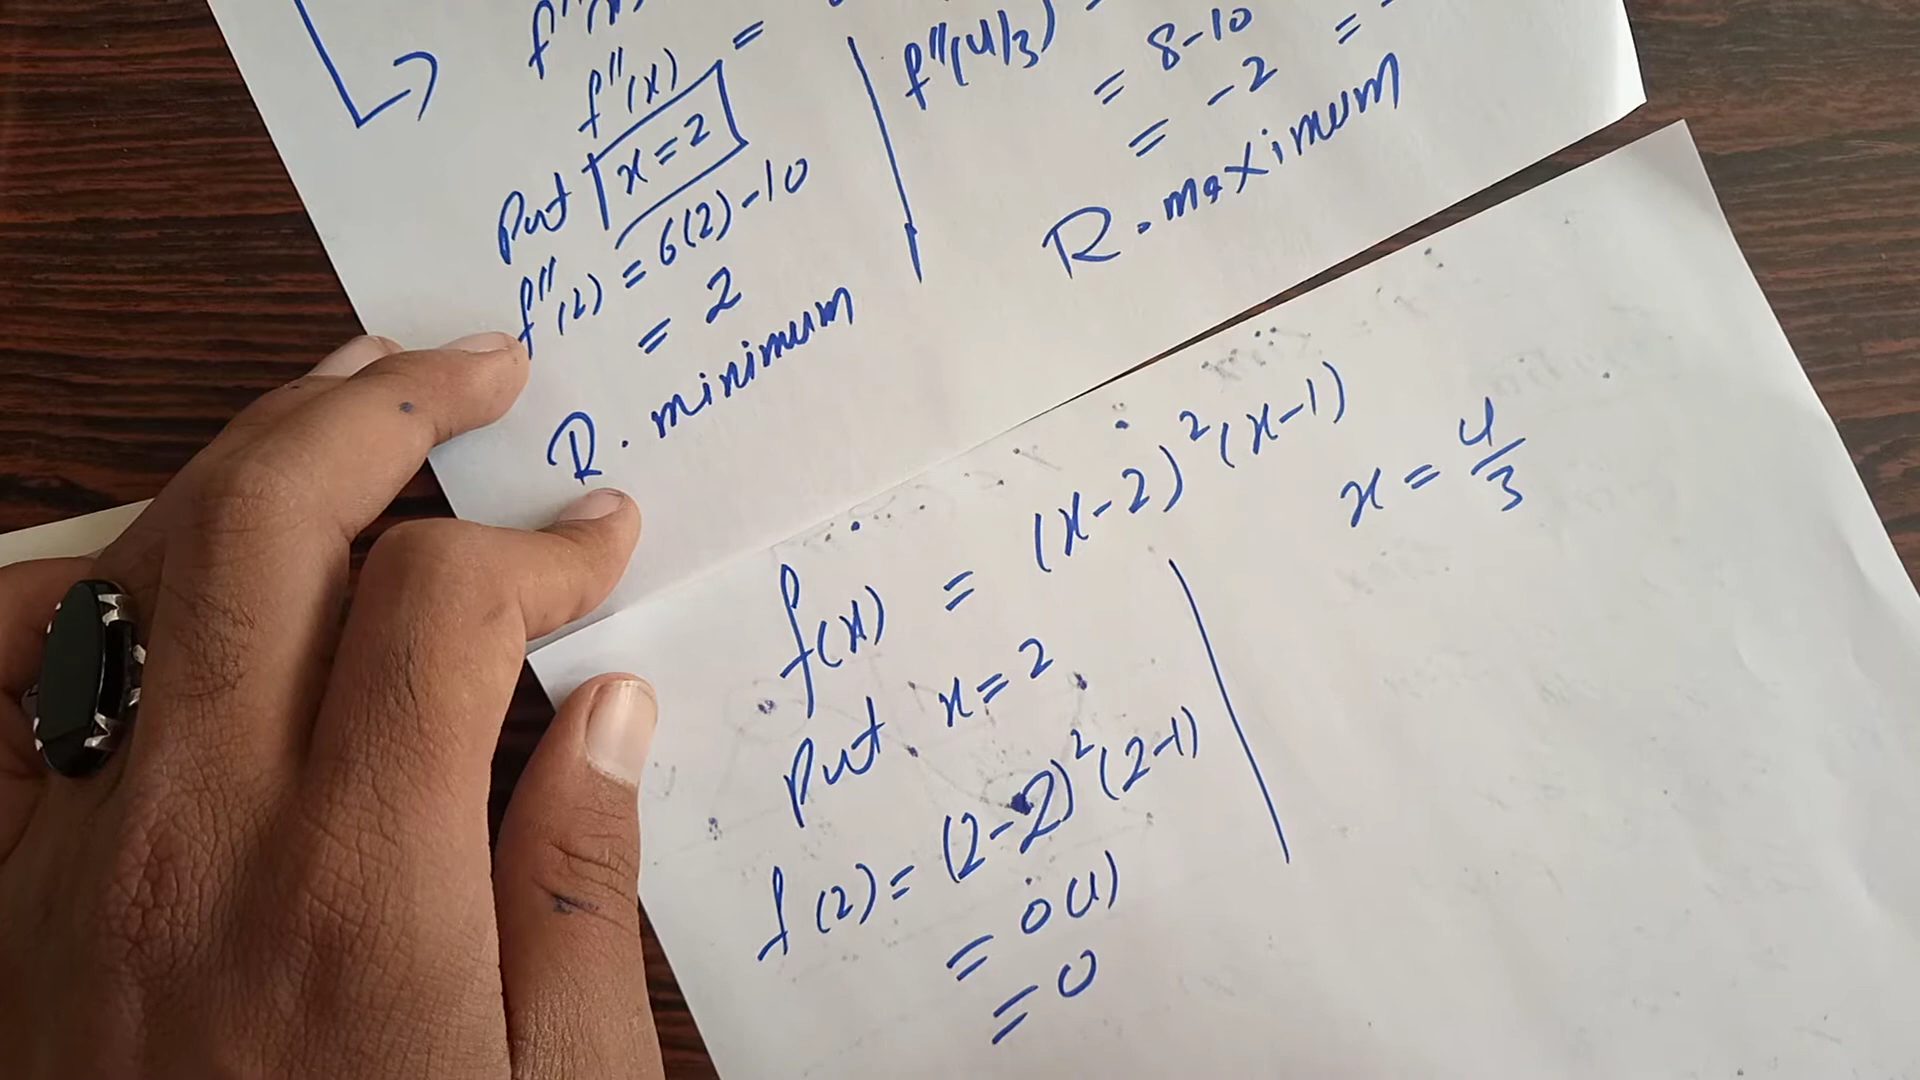 f''(x)
f''(x) =
Put x=2
f''(2) = 6(2)-10
= 2
R. minimum
f''(4/3)
= 8-10 =
= -2
R. maximum
f(x) = (x-2)²(x-1)
Put x=2
f(2) = (2-2)²(2-1)
= 0(1)
= 0
x = 4/3